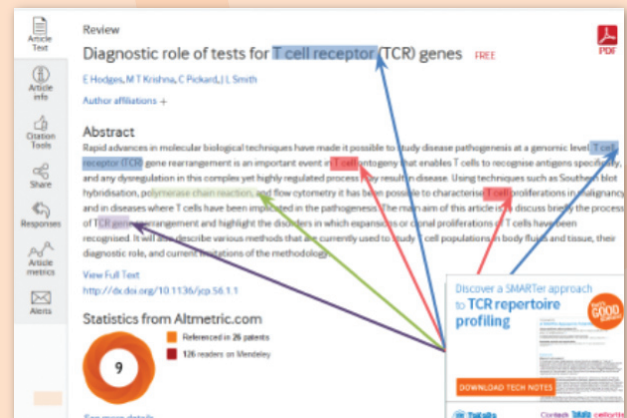 Article
Text
Article
info
Citation
Tools
Share
Responses
Article
metrics
Alerts
Review
Diagnostic role of tests for T cell receptor (TCR) genes FREE
PDF
E Hodges, M T Krishna, C Pickard, J L Smith
Author affiliations +
Abstract
Rapid advances in molecular biological techniques have made it possible to study disease pathogenesis at a genomic level. T cell
receptor (TCR) gene rearrangement is an important event in T cell ontogeny that enables T cells to recognise antigens specifically,
and any dysregulation in this complex yet highly regulated process may result in disease. Using techniques such as Southern blot
hybridisation, polymerase chain reaction, and flow cytometry it has been possible to characterise T cell proliferations in malignancy
and in diseases where T cells have been implicated in the pathogenesis. The main aim of this article is to discuss briefly the process
of TCR gene rearrangement and highlight the disorders in which expansions or clonal proliferations of T cells have been
recognised. It will also describe various methods that are currently used to study T cell populations in body fluids and tissue, their
diagnostic role, and current limitations of the methodology.
View Full Text
http://dx.doi.org/10.1136/jcp.56.1.1
Statistics from Altmetric.com
9
Referenced in 26 patents
126 readers on Mendeley
See more details
Discover a SMARTer approach
to TCR repertoire
profiling
THAT'S
GOOD
SCIENCE!
DOWNLOAD TECH NOTES
TaKaRa
Clontech TaKaRa cellartis